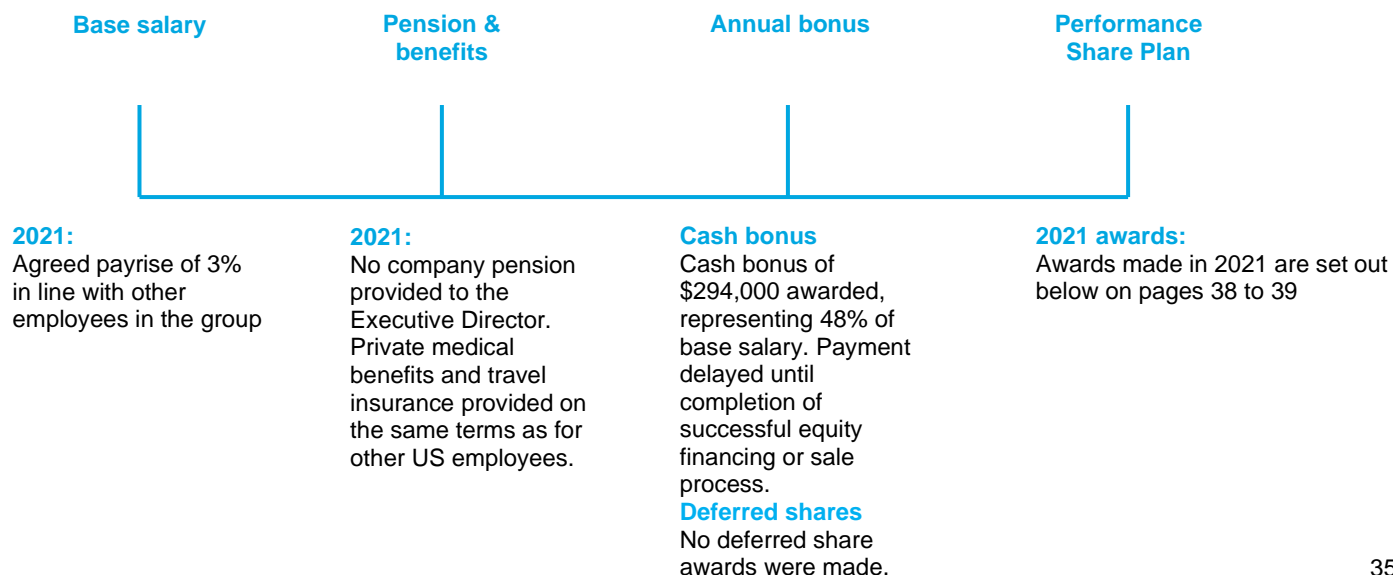 Base salary
Pension &
benefits
Annual bonus
Performance
Share Plan
2021:
Agreed payrise of 3%
in line with other
employees in the group
2021:
No company pension
provided to the
Executive Director.
Private medical
benefits and travel
insurance provided on
the same terms as for
other US employees.
Cash bonus
Cash bonus of
$294,000 awarded,
representing 48% of
base salary. Payment
delayed until
completion of
successful equity
financing or sale
process.
Deferred shares
No deferred share
awards were made.
2021 awards:
Awards made in 2021 are set out
below on pages 38 to 39
35